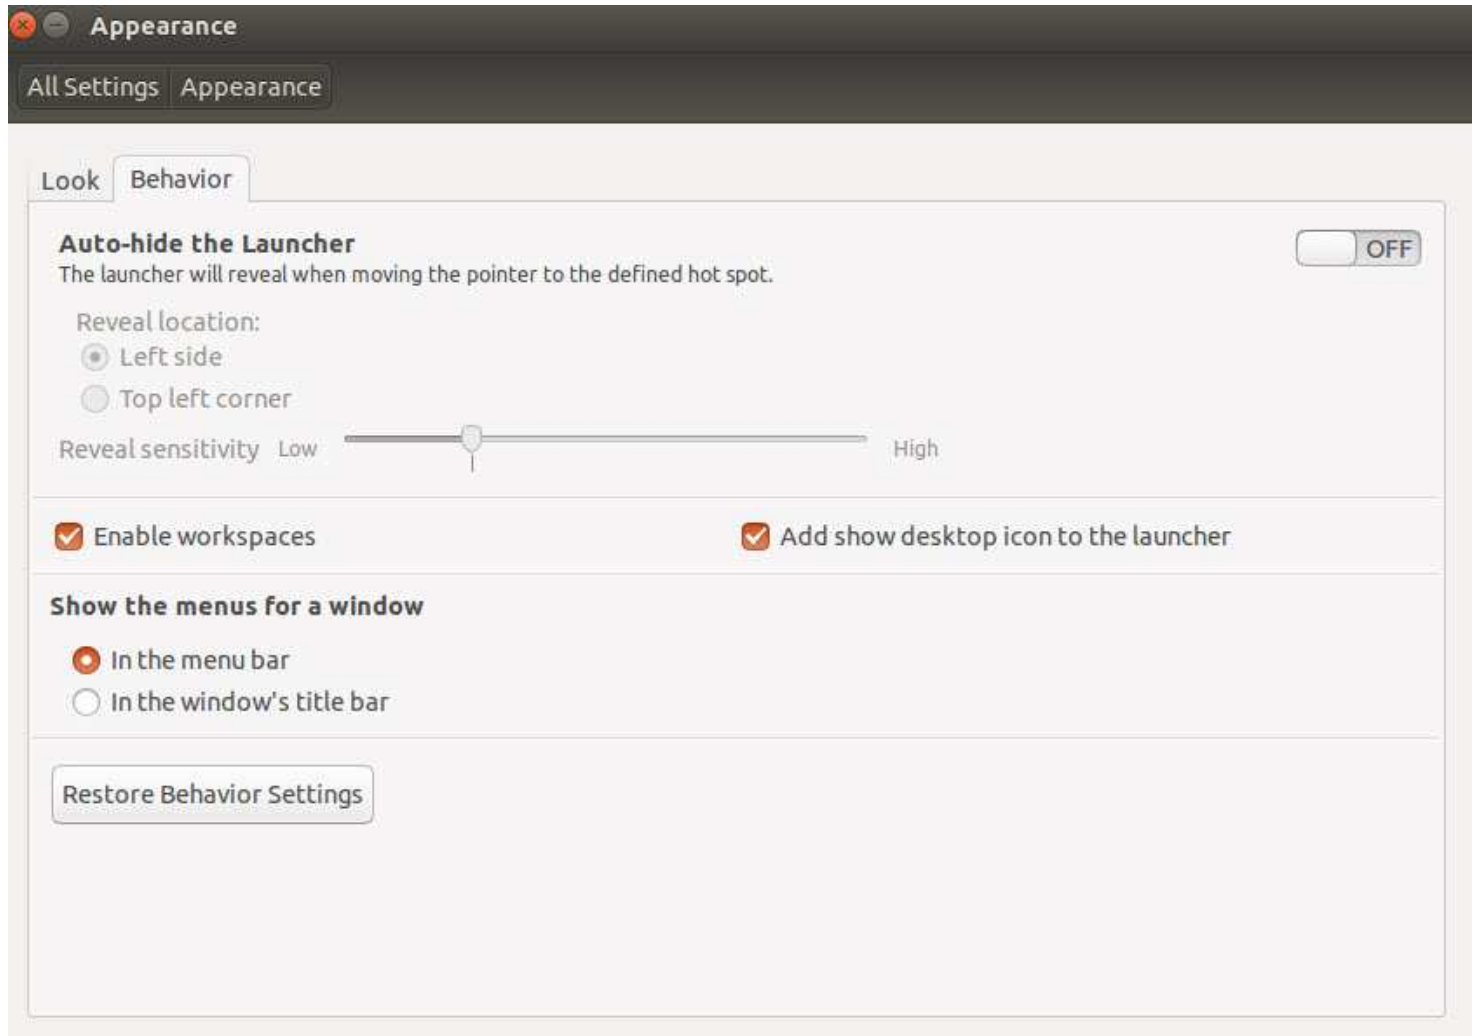 Appearance
All Settings Appearance
Look Behavior
Auto-hide the Launcher OFF
The launcher will reveal when moving the pointer to the defined hot spot.
Reveal location:
Left side
Top left corner
Reveal sensitivity Low High
Enable workspaces Add show desktop icon to the launcher
Show the menus for a window
In the menu bar
In the window's title bar
Restore Behavior Settings